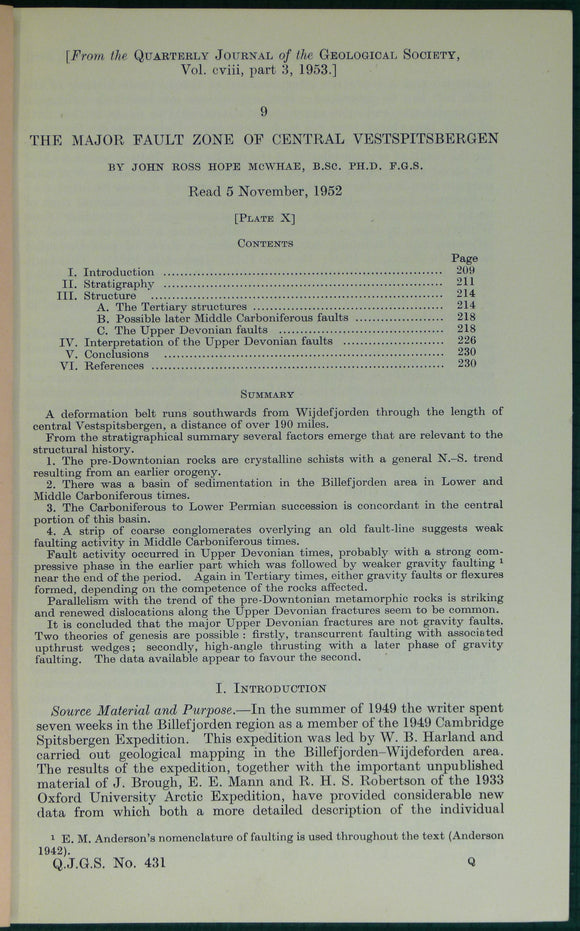 [From the Quarterly Journal of the Geological Society,
Vol. cviii, part 3, 1953.]
9
THE MAJOR FAULT ZONE OF CENTRAL VESTSPITSBERGEN
BY JOHN ROSS HOPE McWHAE, B.SC. PH.D. F.G.S.
Read 5 November, 1952
[Plate X]
Contents
Page
I. Introduction ........ 209
II. Stratigraphy ........ 211
III. Structure ........ 214
A. The Tertiary structures ........ 214
B. Possible later Middle Carboniferous faults ........ 218
C. The Upper Devonian faults ........ 218
IV. Interpretation of the Upper Devonian faults ........ 226
V. Conclusions ........ 230
VI. References ........ 230
Summary
A deformation belt runs southwards from Wijdefjorden through the length of
central Vestspitsbergen, a distance of over 190 miles.
From the stratigraphical summary several factors emerge that are relevant to the
structural history.
1. The pre-Downtonian rocks are crystalline schists with a general N.–S. trend
resulting from an earlier orogeny.
2. There was a basin of sedimentation in the Billefjorden area in Lower and
Middle Carboniferous times.
3. The Carboniferous to Lower Permian succession is concordant in the central
portion of this basin.
4. A strip of coarse conglomerates overlying an old fault-line suggests weak
faulting activity in Middle Carboniferous times.
Fault activity occurred in Upper Devonian times, probably with a strong com-
pressive phase in the earlier part which was followed by weaker gravity faulting ¹
near the end of the period. Again in Tertiary times, either gravity faults or flexures
formed, depending on the competence of the rocks affected.
Parallelism with the trend of the pre-Downtonian metamorphic rocks is striking
and renewed dislocations along the Upper Devonian fractures seem to be common.
It is concluded that the major Upper Devonian fractures are not gravity faults.
Two theories of genesis are possible : firstly, transcurrent faulting with associated
upthrust wedges; secondly, high-angle thrusting with a later phase of gravity
faulting. The data available appear to favour the second.
I. Introduction
Source Material and Purpose.—In the summer of 1949 the writer spent
seven weeks in the Billefjorden region as a member of the 1949 Cambridge
Spitsbergen Expedition. This expedition was led by W. B. Harland and
carried out geological mapping in the Billefjorden–Wijdeforden area.
The results of the expedition, together with the important unpublished
material of J. Brough, E. E. Mann and R. H. S. Robertson of the 1933
Oxford University Arctic Expedition, have provided considerable new
data from which both a more detailed description of the individual
¹ E. M. Anderson's nomenclature of faulting is used throughout the text (Anderson
1942).
Q.J.G.S. No. 431
Q